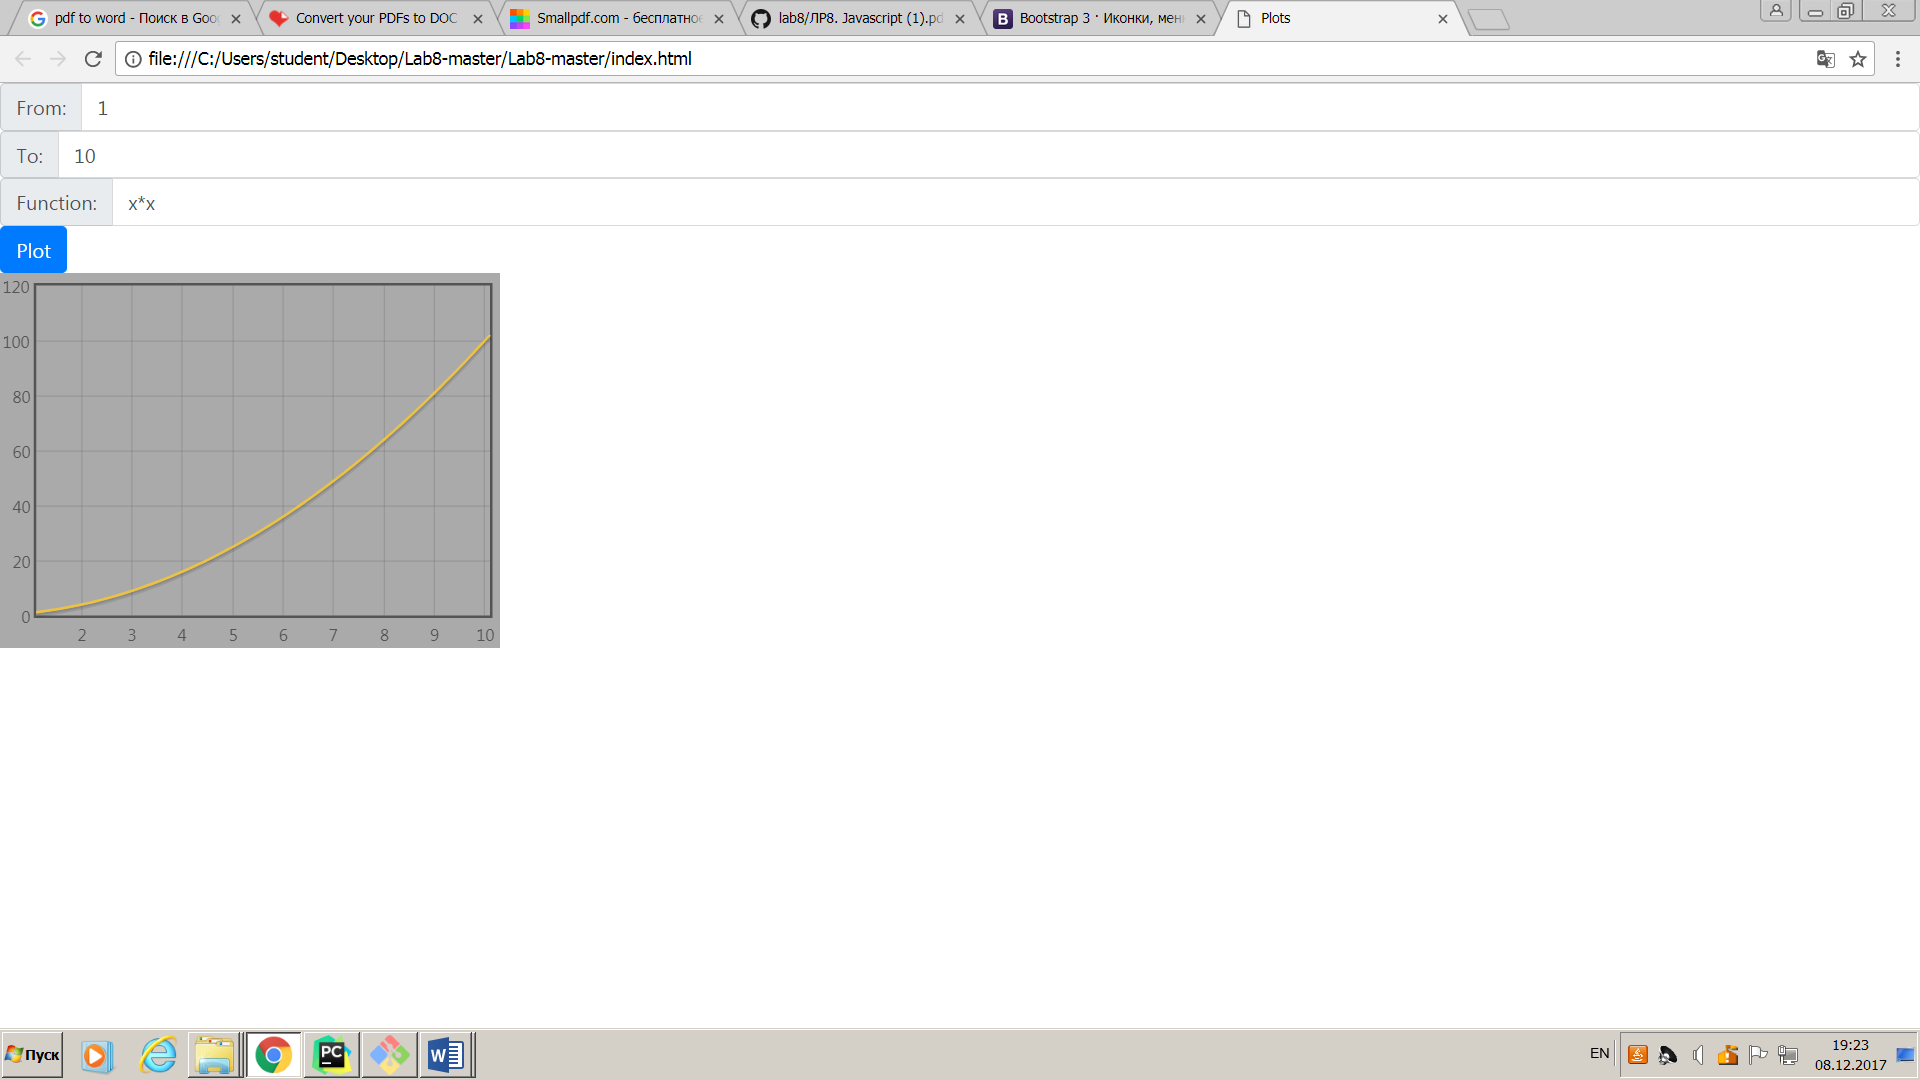 pdf to word - Поиск в Goo
Convert your PDFs to DOC
Smallpdf.com - бесплатное
lab8/ЛР8. Javascript (1).pd
Bootstrap 3 · Иконки, мен
Plots
file:///C:/Users/student/Desktop/Lab8-master/Lab8-master/index.html
From: 1
To: 10
Function: x*x
Plot
120
100
80
60
40
20
0
2 3 4 5 6 7 8 9 10
Пуск
EN
19:23
08.12.2017